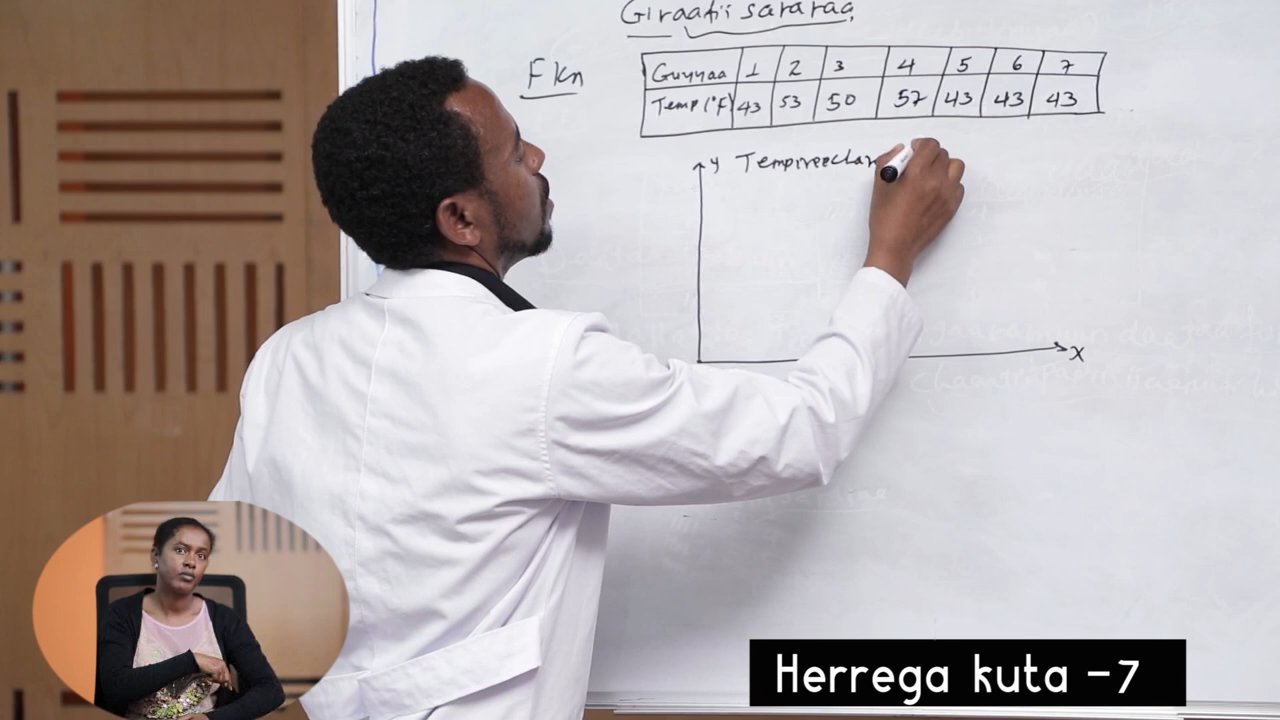 Giraafii sararaa
Fkn
Guyyaa 1 2 3 4 5 6 7
Temp(°F) 43 53 50 57 43 43 43
y
x
Herrega kuta -7